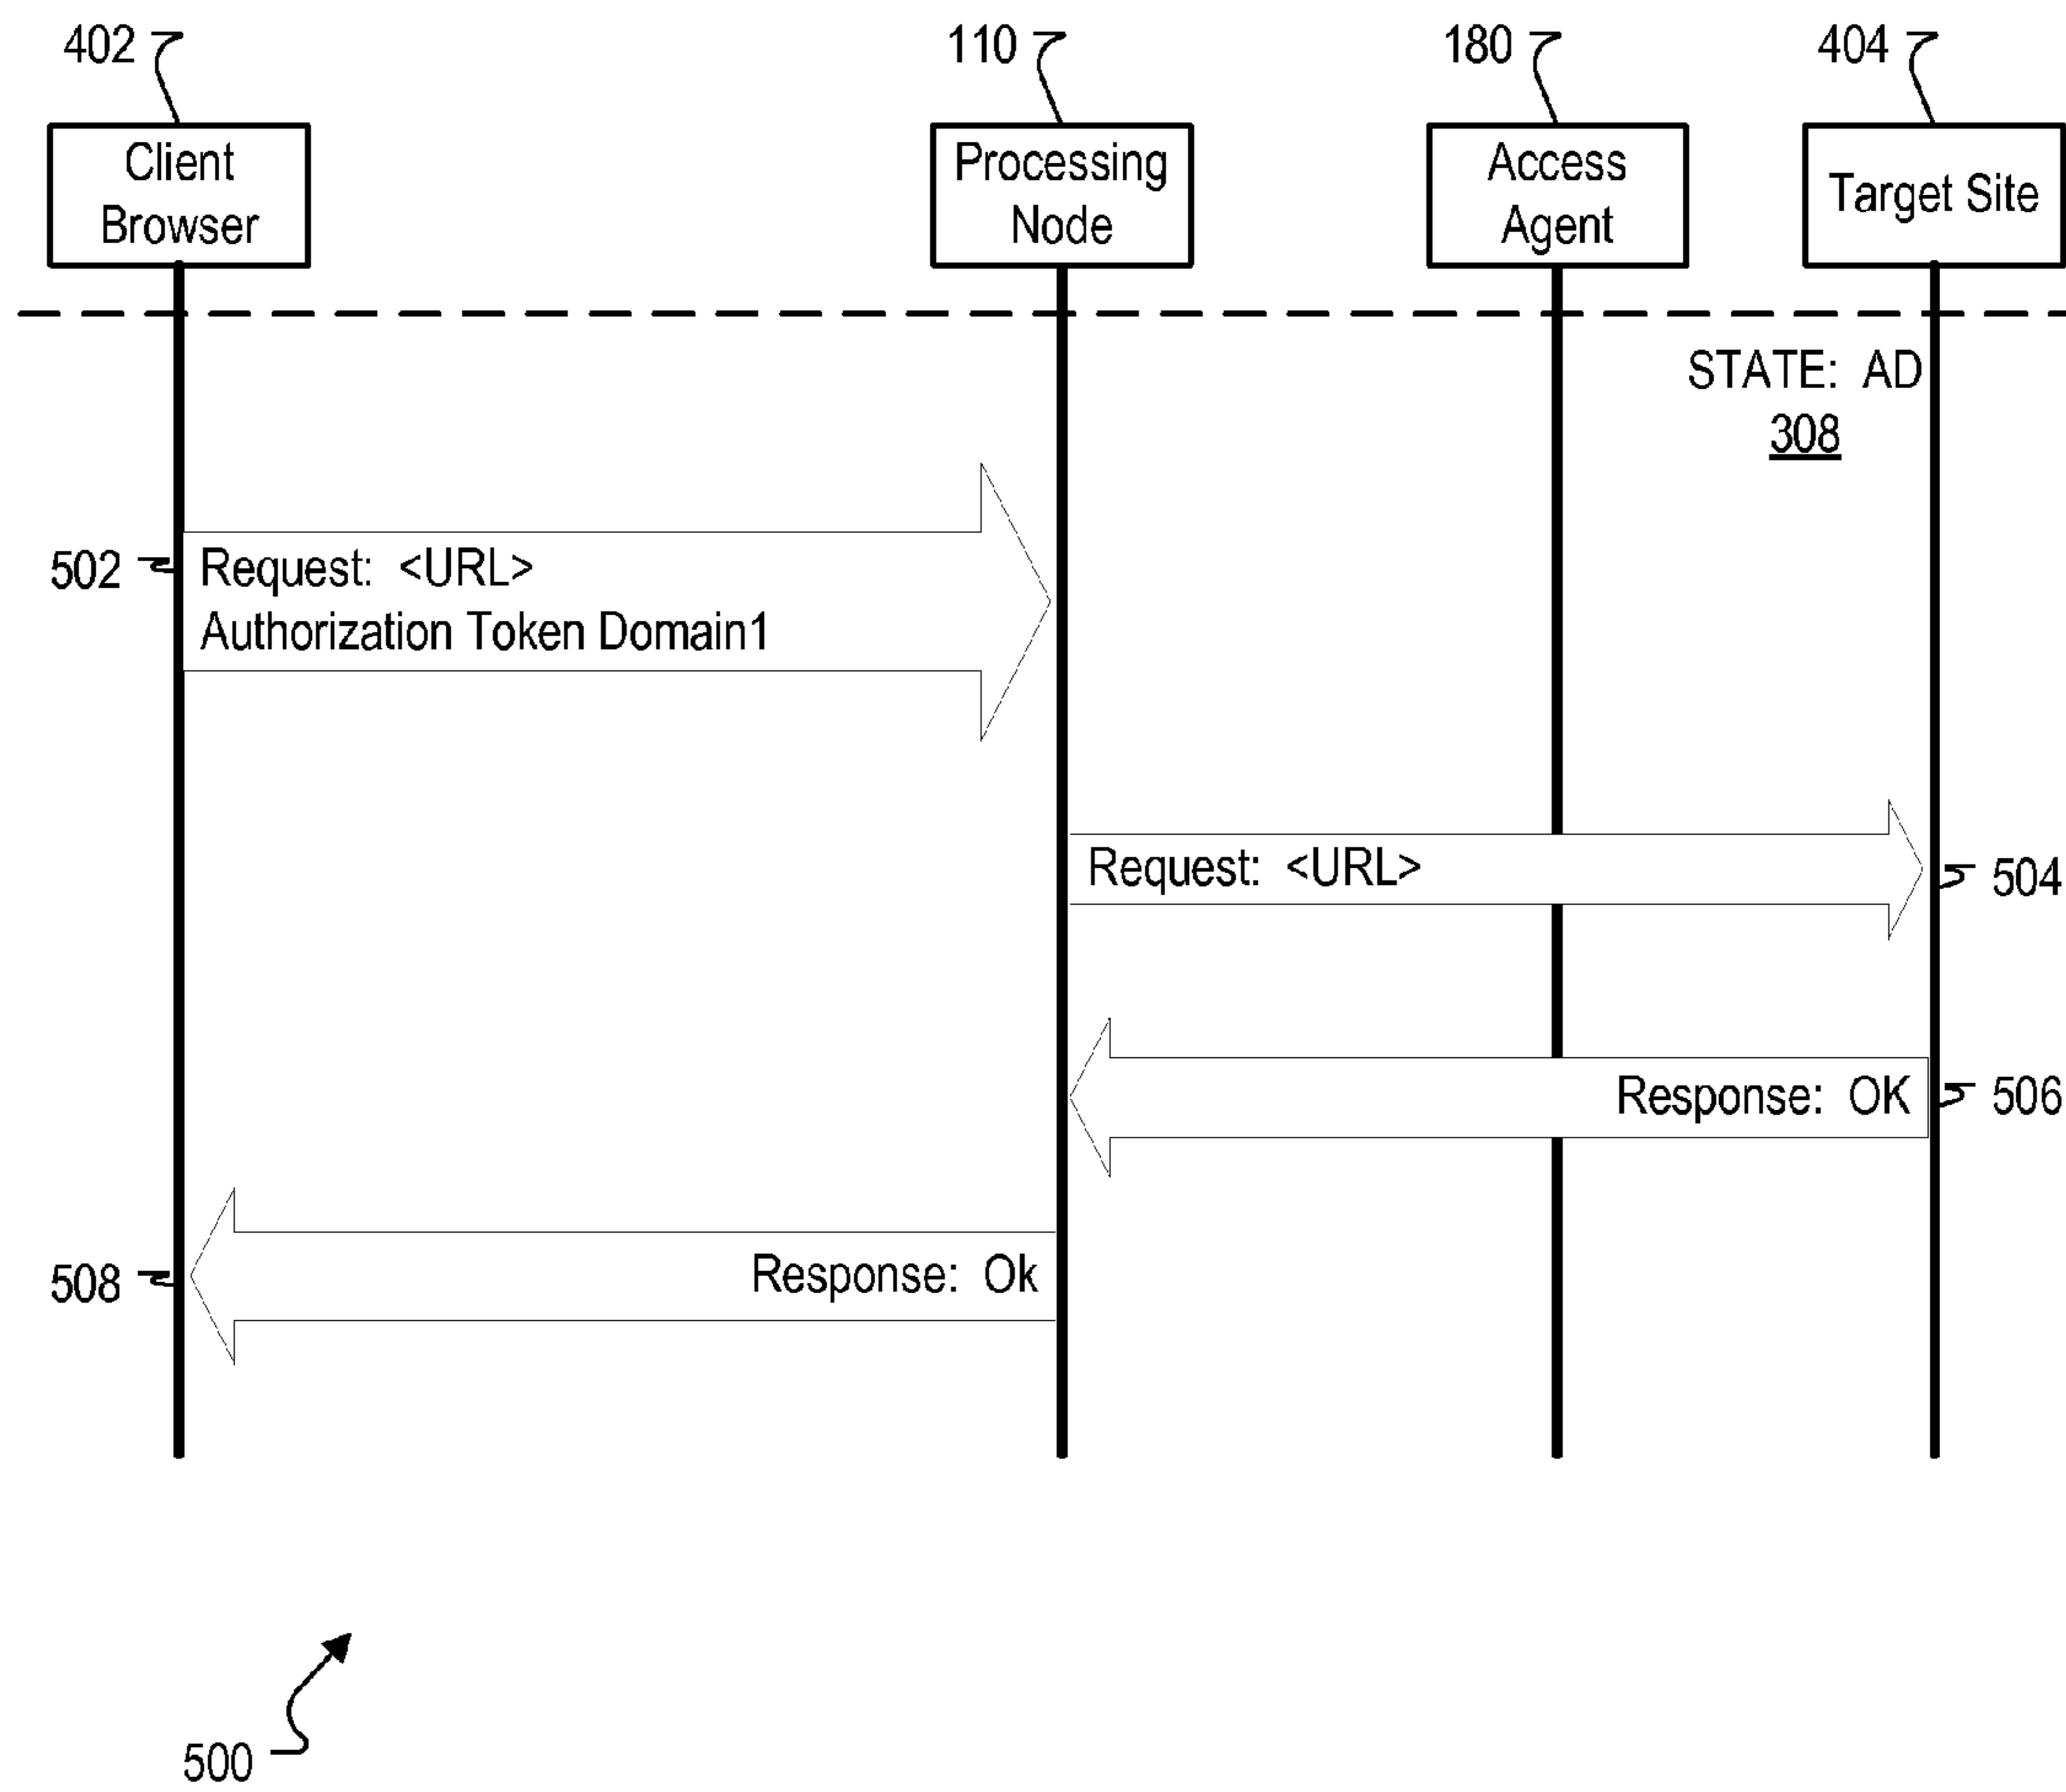 402
110
180
404
Client
Browser
Processing
Node
Access
Agent
Target Site
STATE: AD
308
502
Request: <URL>
Authorization Token Domain1
Request: <URL>
504
Response: OK
506
508
Response: Ok
500